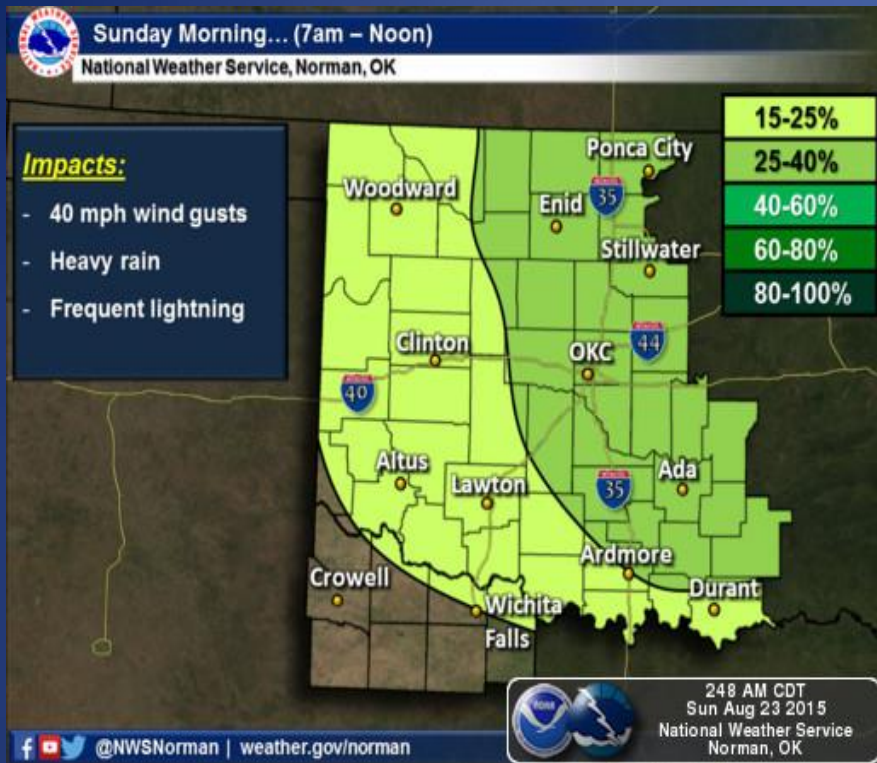 Sunday Morning… (7am – Noon)
National Weather Service, Norman, OK
Impacts:
- 40 mph wind gusts
- Heavy rain
- Frequent lightning
15-25%
25-40%
40-60%
60-80%
80-100%
Ponca City
35
Woodward
Enid
Stillwater
Clinton
OKC
44
40
Altus
Lawton
35
Ada
Ardmore
Crowell
Durant
Wichita
Falls
248 AM CDT
Sun Aug 23 2015
National Weather Service
Norman, OK
@NWSNorman | weather.gov/norman